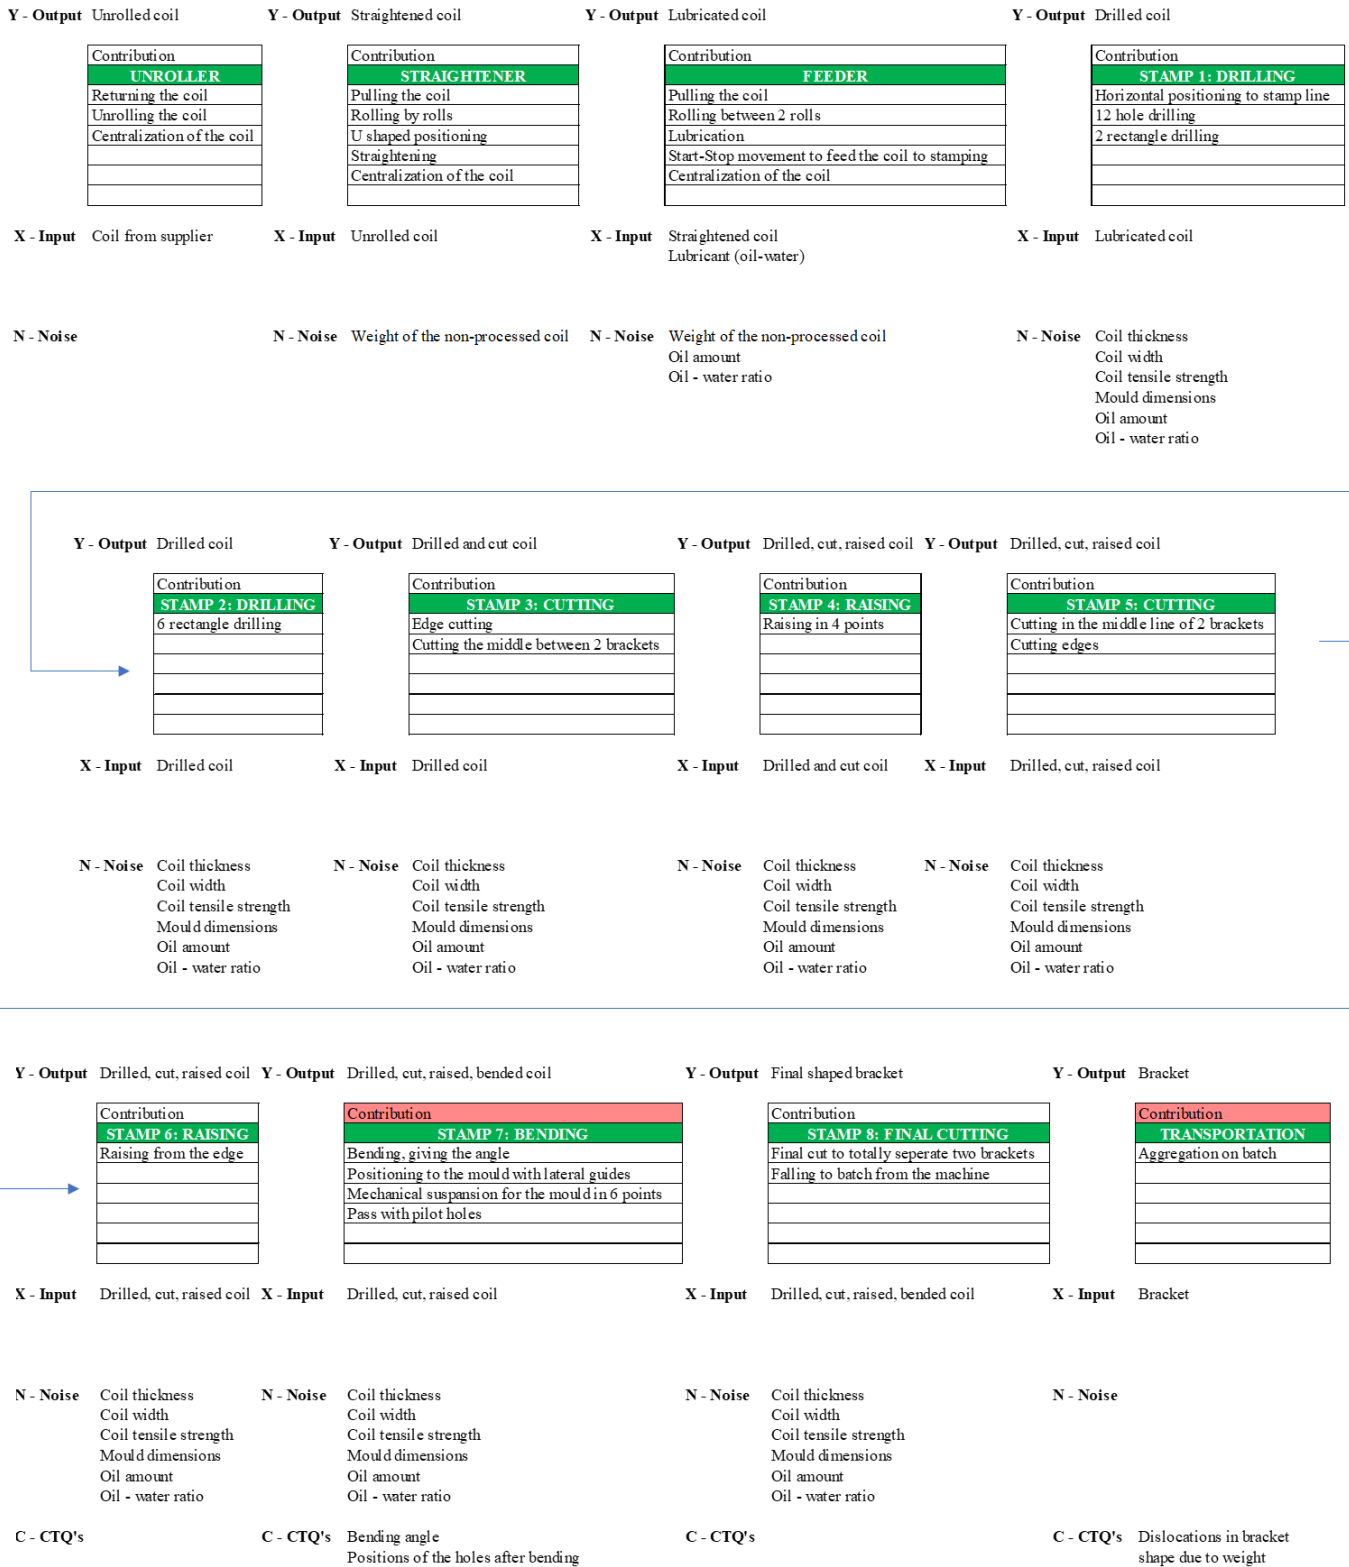 Y - Output Unrolled coil
Contribution
UNROLLER
Returning the coil
Unrolling the coil
Centralization of the coil
X - Input Coil from supplier
N - Noise
Y - Output Straightened coil
Contribution
STRAIGHTENER
Pulling the coil
Rolling by rolls
U shaped positioning
Straightening
Centralization of the coil
X - Input Unrolled coil
N - Noise Weight of the non-processed coil
Y - Output Lubricated coil
Contribution
FEEDER
Pulling the coil
Rolling between 2 rolls
Lubrication
Start-Stop movement to feed the coil to stamping
Centralization of the coil
X - Input Straightened coil
Lubricant (oil-water)
N - Noise Weight of the non-processed coil
Oil amount
Oil - water ratio
Y - Output Drilled coil
Contribution
STAMP 1: DRILLING
Horizontal positioning to stamp line
12 hole drilling
2 rectangle drilling
X - Input Lubricated coil
N - Noise Coil thickness
Coil width
Coil tensile strength
Mould dimensions
Oil amount
Oil - water ratio
Y - Output Drilled coil
Contribution
STAMP 2: DRILLING
6 rectangle drilling
X - Input Drilled coil
N - Noise Coil thickness
Coil width
Coil tensile strength
Mould dimensions
Oil amount
Oil - water ratio
Y - Output Drilled and cut coil
Contribution
STAMP 3: CUTTING
Edge cutting
Cutting the middle between 2 brackets
X - Input Drilled coil
N - Noise Coil thickness
Coil width
Coil tensile strength
Mould dimensions
Oil amount
Oil - water ratio
Y - Output Drilled, cut, raised coil
Contribution
STAMP 4: RAISING
Raising in 4 points
X - Input Drilled and cut coil
N - Noise Coil thickness
Coil width
Coil tensile strength
Mould dimensions
Oil amount
Oil - water ratio
Y - Output Drilled, cut, raised coil
Contribution
STAMP 5: CUTTING
Cutting in the middle line of 2 brackets
Cutting edges
X - Input Drilled, cut, raised coil
N - Noise Coil thickness
Coil width
Coil tensile strength
Mould dimensions
Oil amount
Oil - water ratio
Y - Output Drilled, cut, raised coil
Contribution
STAMP 6: RAISING
Raising from the edge
X - Input Drilled, cut, raised coil
N - Noise Coil thickness
Coil width
Coil tensile strength
Mould dimensions
Oil amount
Oil - water ratio
C - CTQ's
Y - Output Drilled, cut, raised, bended coil
Contribution
STAMP 7: BENDING
Bending, giving the angle
Positioning to the mould with lateral guides
Mechanical suspansion for the mould in 6 points
Pass with pilot holes
X - Input Drilled, cut, raised coil
N - Noise Coil thickness
Coil width
Coil tensile strength
Mould dimensions
Oil amount
Oil - water ratio
C - CTQ's Bending angle
Positions of the holes after bending
Y - Output Final shaped bracket
Contribution
STAMP 8: FINAL CUTTING
Final cut to totally seperate two brackets
Falling to batch from the machine
X - Input Drilled, cut, raised, bended coil
N - Noise Coil thickness
Coil width
Coil tensile strength
Mould dimensions
Oil amount
Oil - water ratio
C - CTQ's
Y - Output Bracket
Contribution
TRANSPORTATION
Aggregation on batch
X - Input Bracket
N - Noise
C - CTQ's Dislocations in bracket
shape due to weight